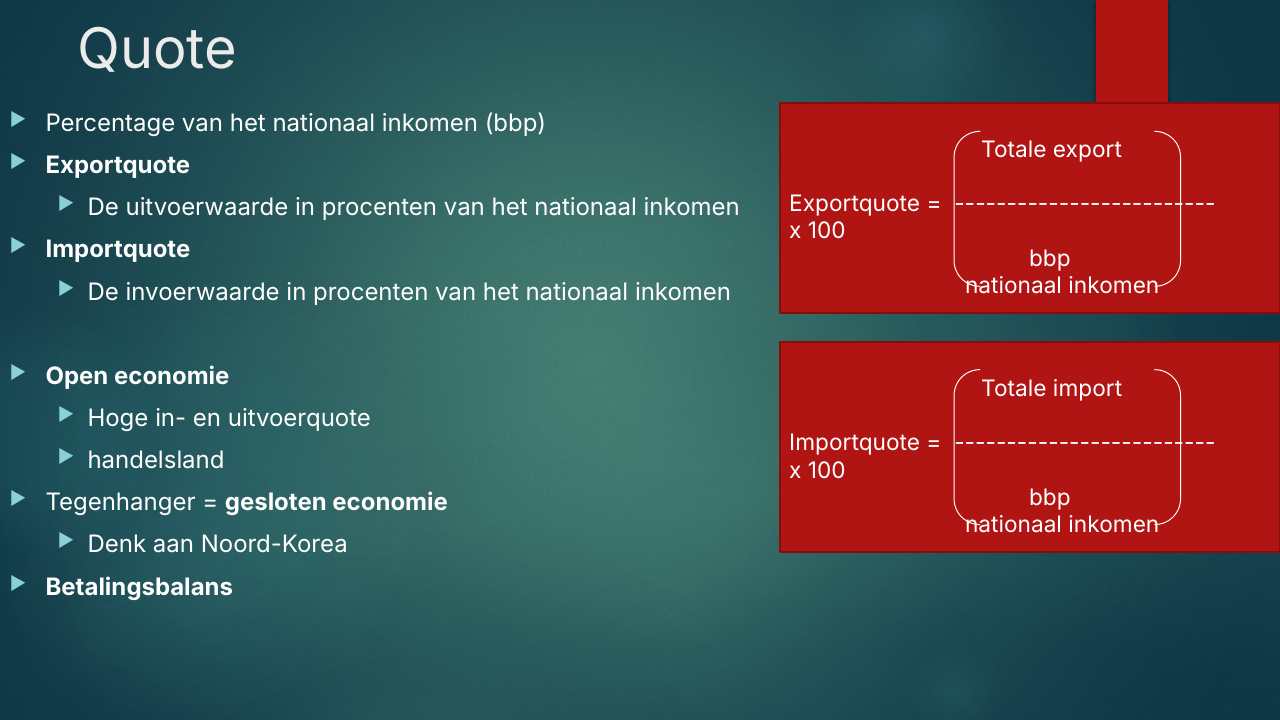 Quote
Percentage van het nationaal inkomen (bbp)
Exportquote
De uitvoerwaarde in procenten van het nationaal inkomen
Importquote
De invoerwaarde in procenten van het nationaal inkomen
Open economie
Hoge in- en uitvoerquote
handelsland
Tegenhanger = gesloten economie
Denk aan Noord-Korea
Betalingsbalans
Totale export
Exportquote = -------------------------
x 100
bbp
nationaal inkomen
Totale import
Importquote = -------------------------
x 100
bbp
nationaal inkomen